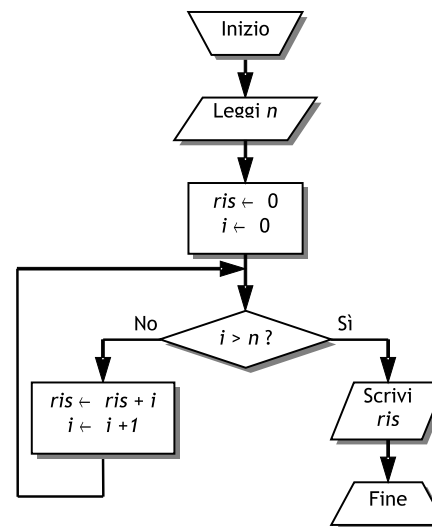 Inizio
Leggi n
ris ← 0
i ← 0
No
i > n ?
Sì
ris ← ris + i
i ← i +1
Scrivi
ris
Fine